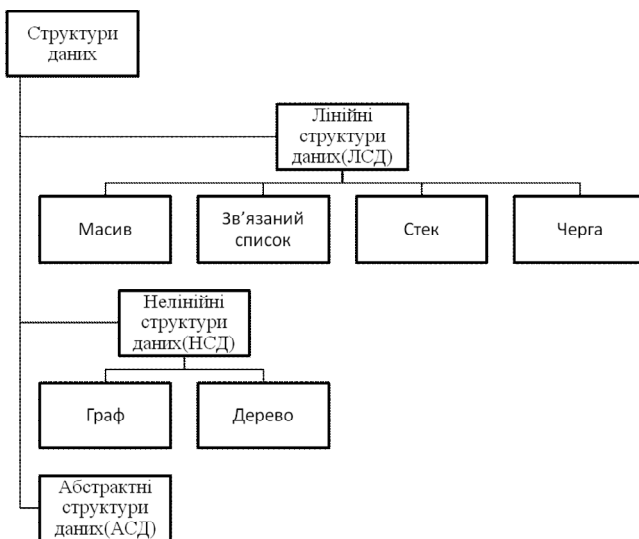 Структури
даних
Лінійні
структури
даних(ЛСД)
Масив
Зв’язаний
список
Стек
Черга
Нелінійні
структури
даних(НСД)
Граф
Дерево
Абстрактні
структури
даних(АСД)